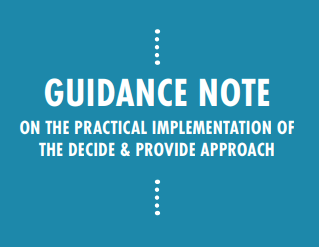 GUIDANCE NOTE
ON THE PRACTICAL IMPLEMENTATION OF
THE DECIDE & PROVIDE APPROACH